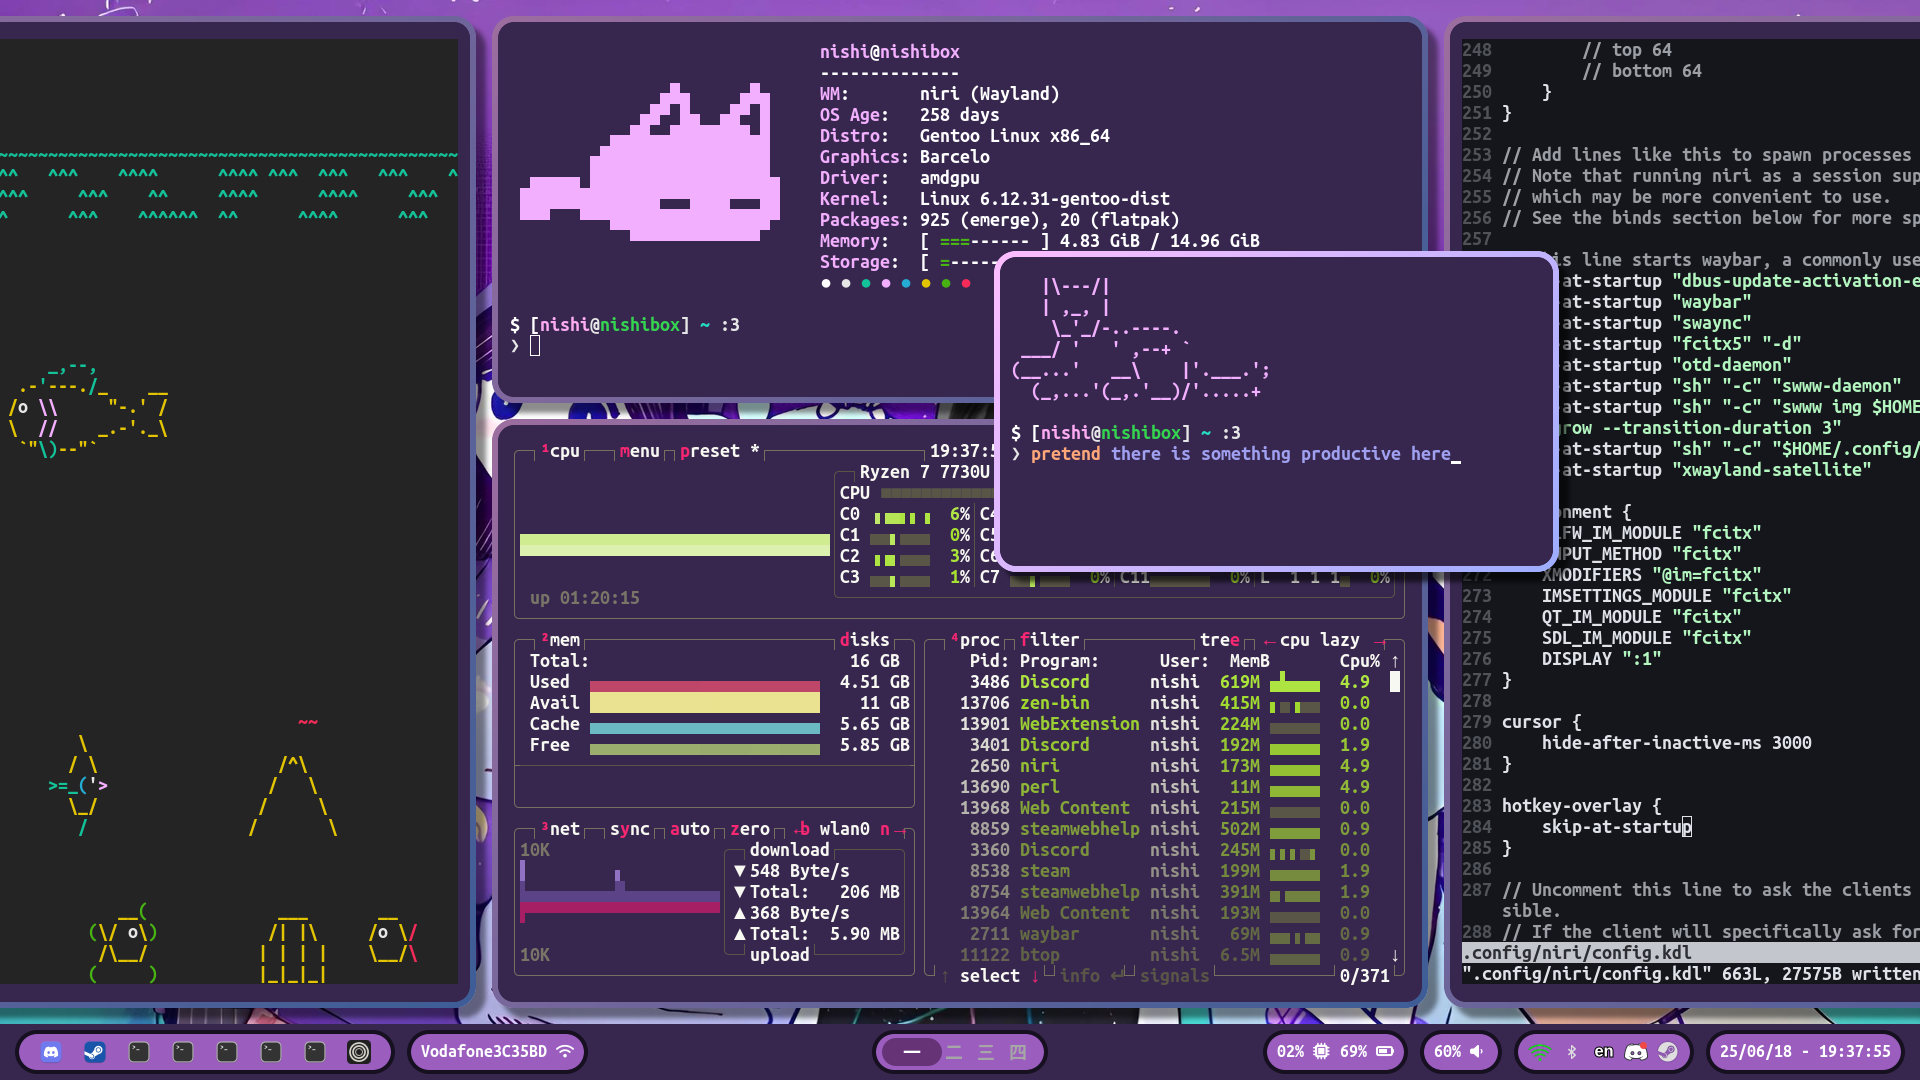 nishi@nishibox
--------------
WM: niri (Wayland)
OS Age: 258 days
Distro: Gentoo Linux x86_64
Graphics: Barcelo
Driver: amdgpu
Kernel: Linux 6.12.31-gentoo-dist
Packages: 925 (emerge), 20 (flatpak)
Memory: [ ===------ ] 4.83 GiB / 14.96 GiB
Storage: [ =-----
$ [nishi@nishibox] ~ :3
❯
$ [nishi@nishibox] ~ :3
❯ pretend there is something productive here_
¹cpu menu preset * 19:37:5
Ryzen 7 7730U
CPU
C0 6% C4
C1 0% C5
C2 3% C6
C3 1% C7 0% C11 0% L 1 1 1 0%
up 01:20:15
²mem disks
Total: 16 GB
Used 4.51 GB
Avail 11 GB
Cache 5.65 GB
Free 5.85 GB
³net sync auto zero ←b wlan0 n→
10K
download
▼ 548 Byte/s
▼ Total: 206 MB
▲ 368 Byte/s
▲ Total: 5.90 MB
upload
10K
⁴proc filter tree ← cpu lazy →
Pid: Program: User: MemB Cpu% ↑
3486 Discord nishi 619M 4.9
13706 zen-bin nishi 415M 0.0
13901 WebExtension nishi 224M 0.0
3401 Discord nishi 192M 1.9
2650 niri nishi 173M 4.9
13690 perl nishi 11M 4.9
13968 Web Content nishi 215M 0.0
8859 steamwebhelp nishi 502M 0.9
3360 Discord nishi 245M 0.0
8538 steam nishi 199M 1.9
8754 steamwebhelp nishi 391M 1.9
13964 Web Content nishi 193M 0.0
2711 waybar nishi 69M 0.9
11122 btop nishi 6.5M 0.9 ↓
↑ select ↓ info ↵ signals 0/371
248 // top 64
249 // bottom 64
250 }
251 }
252
253 // Add lines like this to spawn processes
254 // Note that running niri as a session sup
255 // which may be more convenient to use.
256 // See the binds section below for more sp
257
is line starts waybar, a commonly use
at-startup "dbus-update-activation-e
at-startup "waybar"
at-startup "swaync"
at-startup "fcitx5" "-d"
at-startup "otd-daemon"
at-startup "sh" "-c" "swww-daemon"
at-startup "sh" "-c" "swww img $HOME
row --transition-duration 3"
at-startup "sh" "-c" "$HOME/.config/
at-startup "xwayland-satellite"
nment {
FW_IM_MODULE "fcitx"
PUT_METHOD "fcitx"
272 XMODIFIERS "@im=fcitx"
273 IMSETTINGS_MODULE "fcitx"
274 QT_IM_MODULE "fcitx"
275 SDL_IM_MODULE "fcitx"
276 DISPLAY ":1"
277 }
278
279 cursor {
280 hide-after-inactive-ms 3000
281 }
282
283 hotkey-overlay {
284 skip-at-startup
285 }
286
287 // Uncomment this line to ask the clients
sible.
288 // If the client will specifically ask for
.config/niri/config.kdl
".config/niri/config.kdl" 663L, 27575B written
Vodafone3C35BD
一 二 三 四
02% 69%
60%
en
25/06/18 - 19:37:55